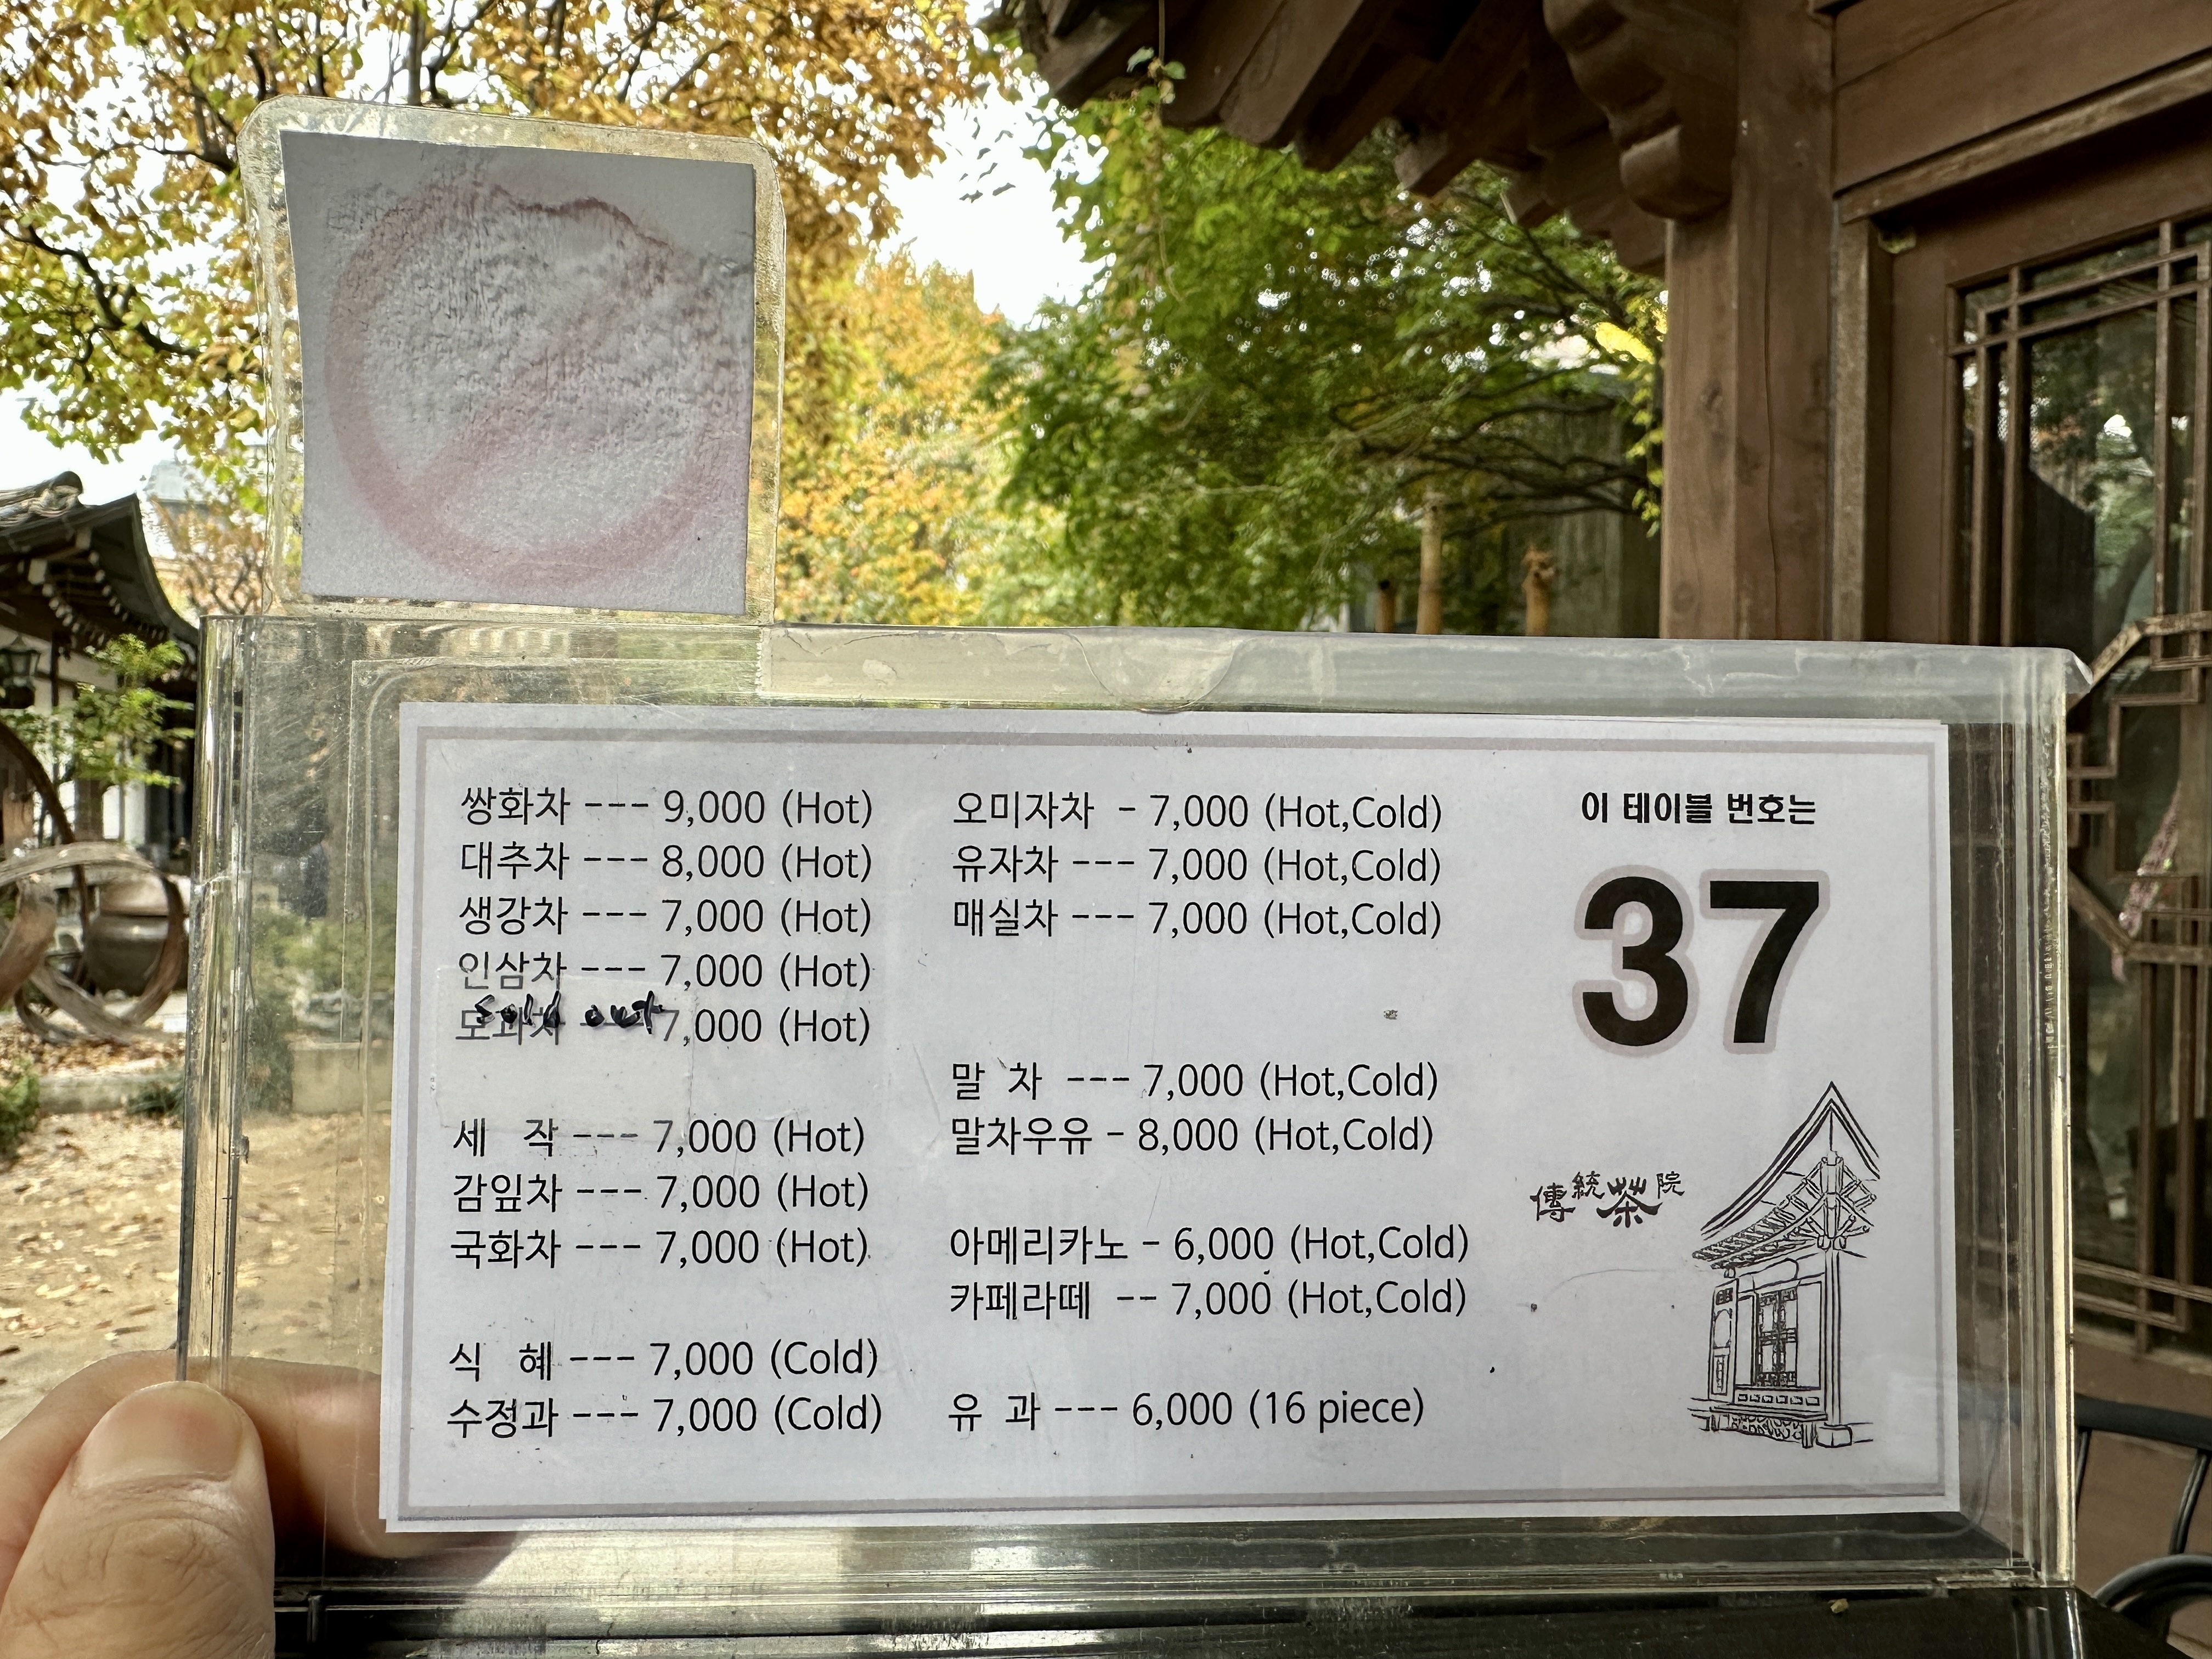 쌍화차 --- 9,000 (Hot)
대추차 --- 8,000 (Hot)
생강차 --- 7,000 (Hot)
인삼차 --- 7,000 (Hot)
sold out
모과차 --- 7,000 (Hot)
세 작 --- 7,000 (Hot)
감잎차 --- 7,000 (Hot)
국화차 --- 7,000 (Hot)
식 혜 --- 7,000 (Cold)
수정과 --- 7,000 (Cold)
오미자차 - 7,000 (Hot,Cold)
유자차 --- 7,000 (Hot,Cold)
매실차 --- 7,000 (Hot,Cold)
말 차 --- 7,000 (Hot,Cold)
말차우유 - 8,000 (Hot,Cold)
아메리카노 - 6,000 (Hot,Cold)
카페라떼 -- 7,000 (Hot,Cold)
유 과 --- 6,000 (16 piece)
이 테이블 번호는
37
傳統茶院